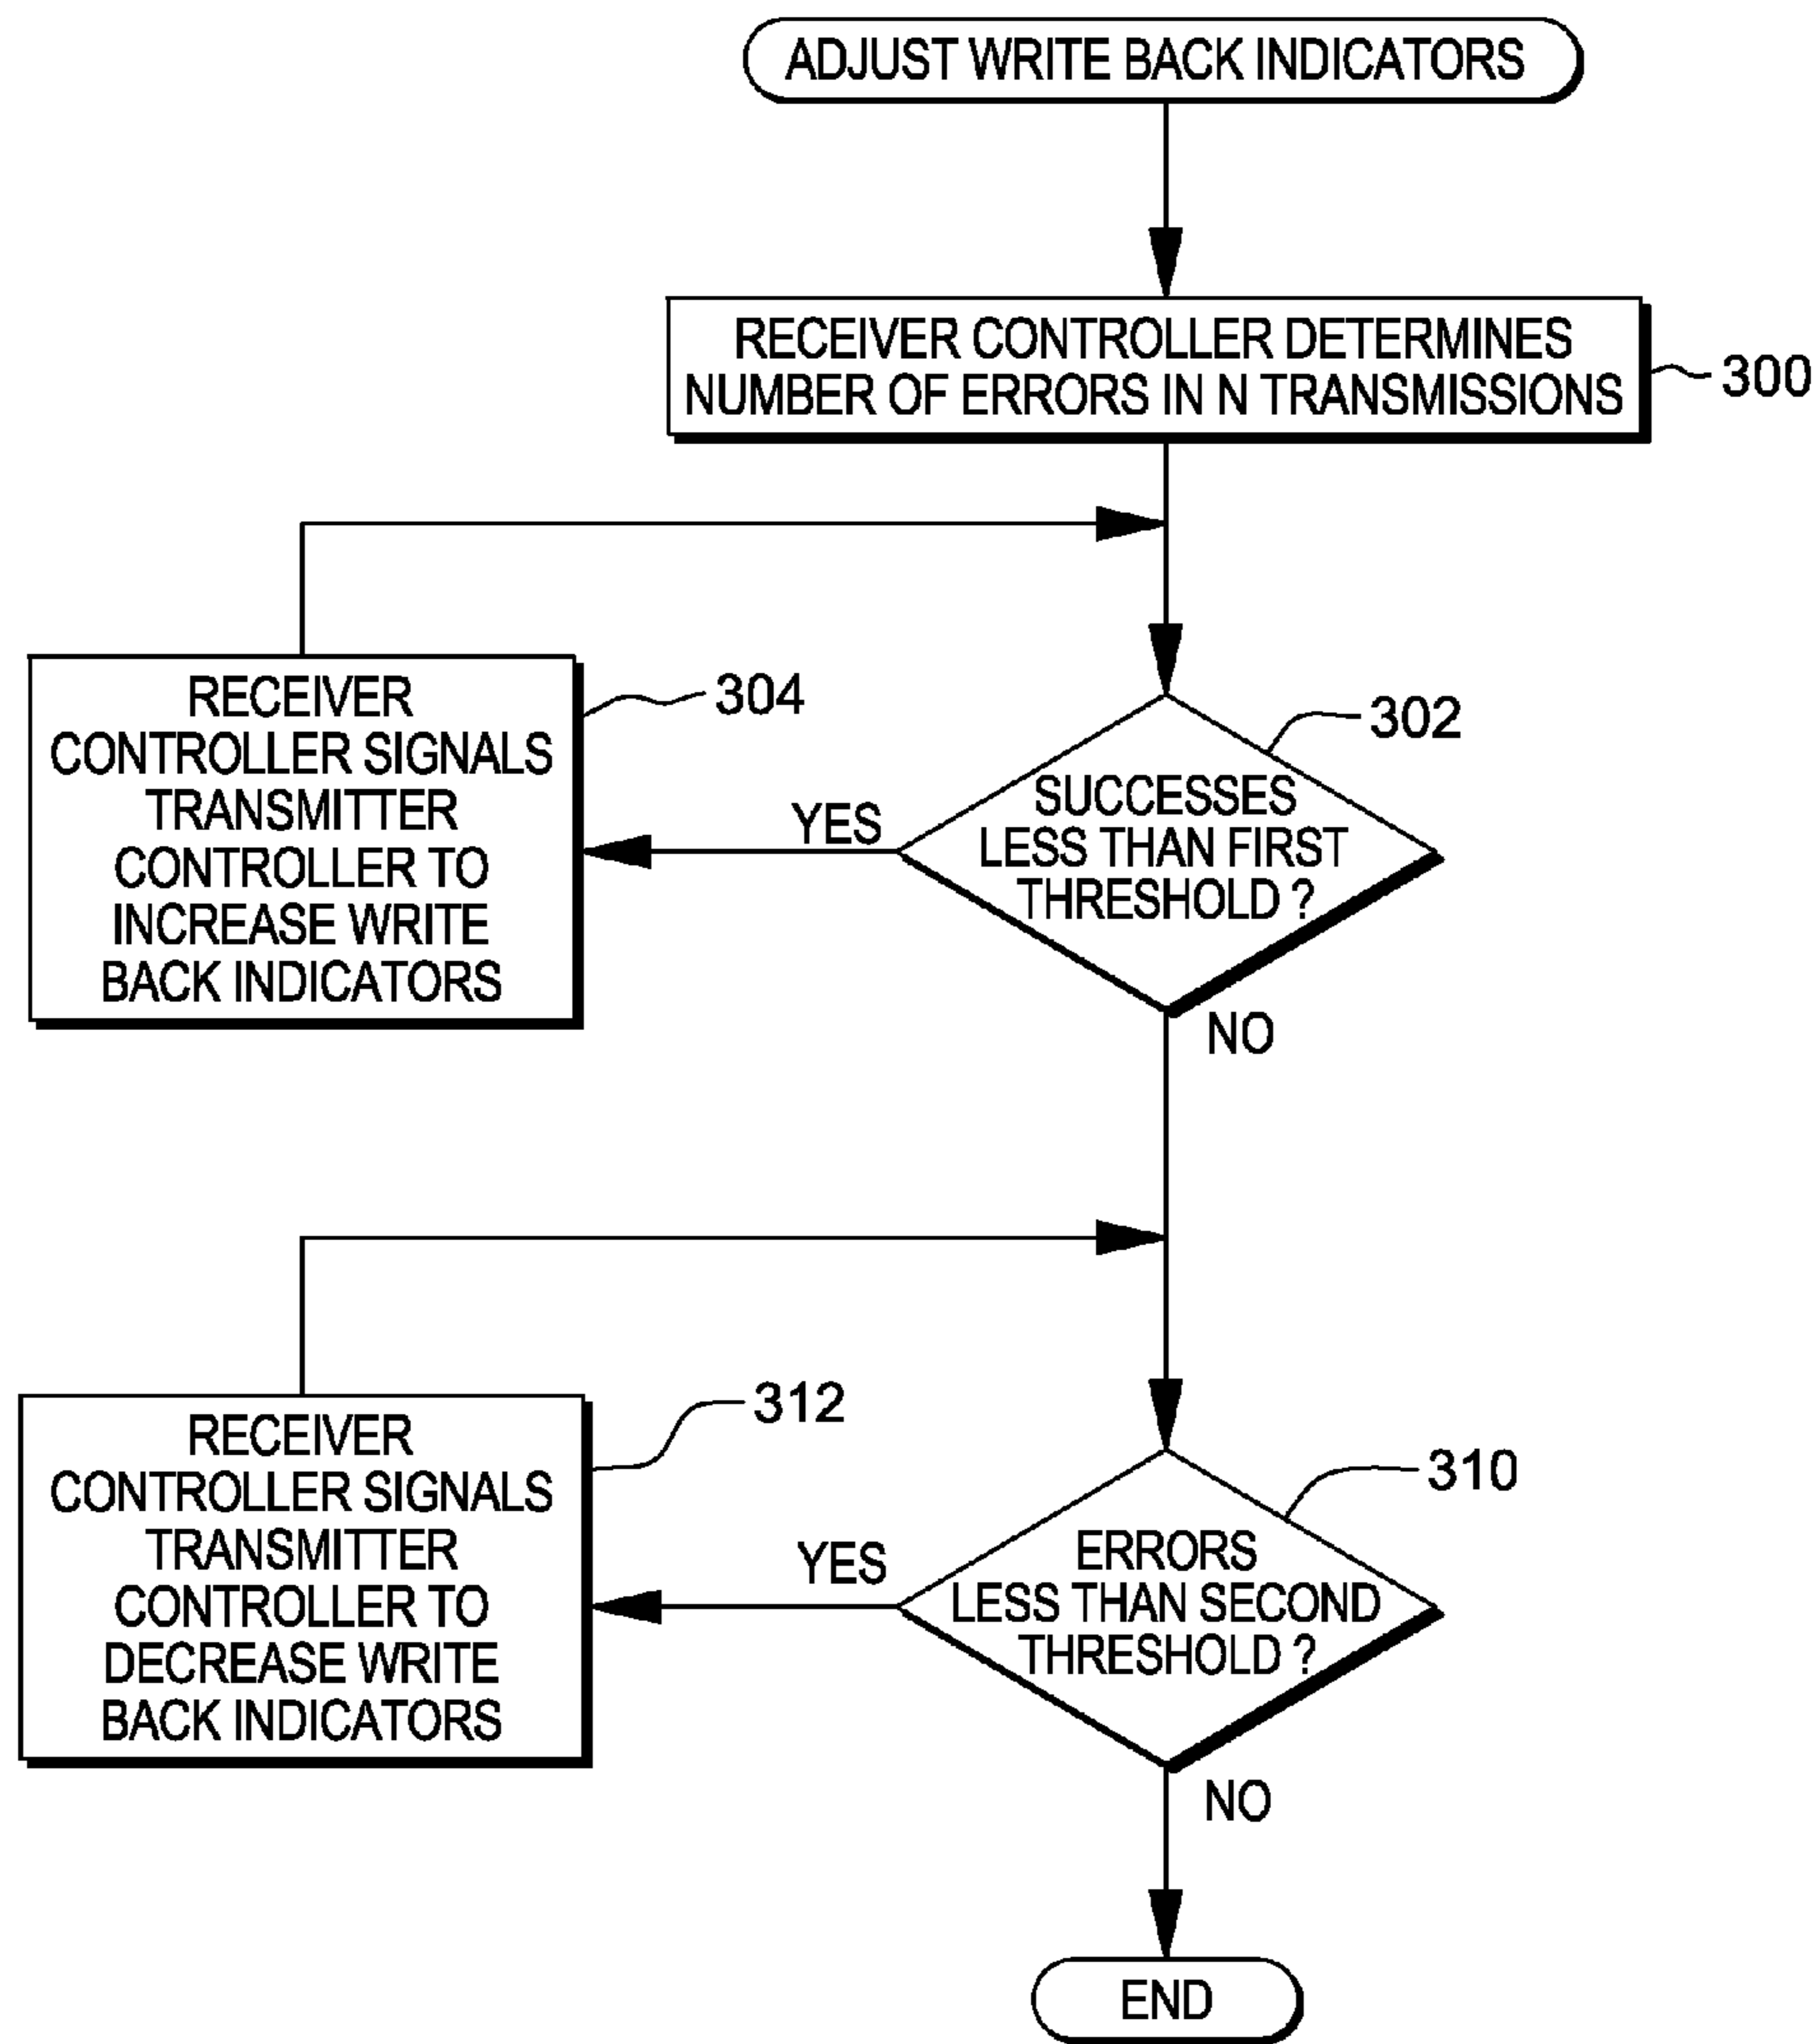 ADJUST WRITE BACK INDICATORS
RECEIVER CONTROLLER DETERMINES
NUMBER OF ERRORS IN N TRANSMISSIONS
300
RECEIVER
CONTROLLER SIGNALS
TRANSMITTER
CONTROLLER TO
INCREASE WRITE
BACK INDICATORS
304
302
SUCCESSES
LESS THAN FIRST
THRESHOLD ?
YES
NO
RECEIVER
CONTROLLER SIGNALS
TRANSMITTER
CONTROLLER TO
DECREASE WRITE
BACK INDICATORS
312
310
ERRORS
LESS THAN SECOND
THRESHOLD ?
YES
NO
END